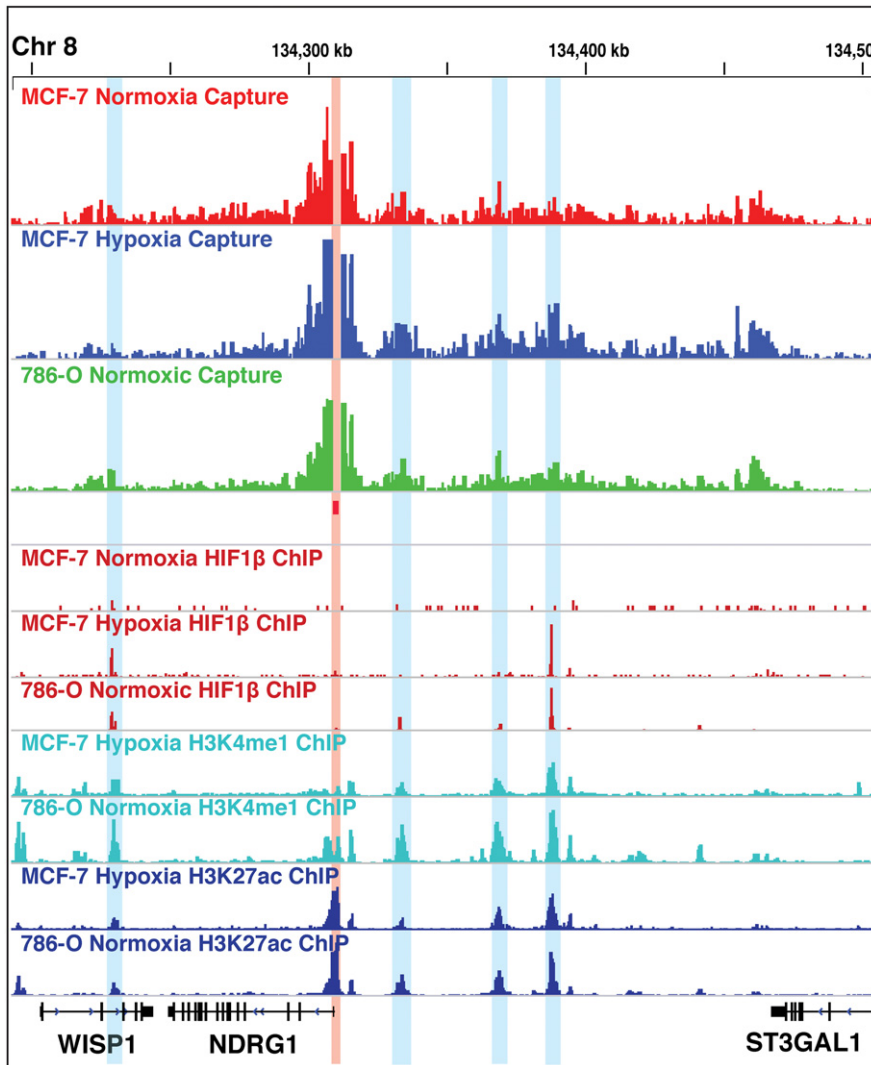 Chr 8
134,300 kb
134,400 kb
134,50
MCF-7 Normoxia Capture
MCF-7 Hypoxia Capture
786-O Normoxic Capture
MCF-7 Normoxia HIF1β ChIP
MCF-7 Hypoxia HIF1β ChIP
786-O Normoxic HIF1β ChIP
MCF-7 Hypoxia H3K4me1 ChIP
786-O Normoxia H3K4me1 ChIP
MCF-7 Hypoxia H3K27ac ChIP
786-O Normoxia H3K27ac ChIP
WISP1
NDRG1
ST3GAL1